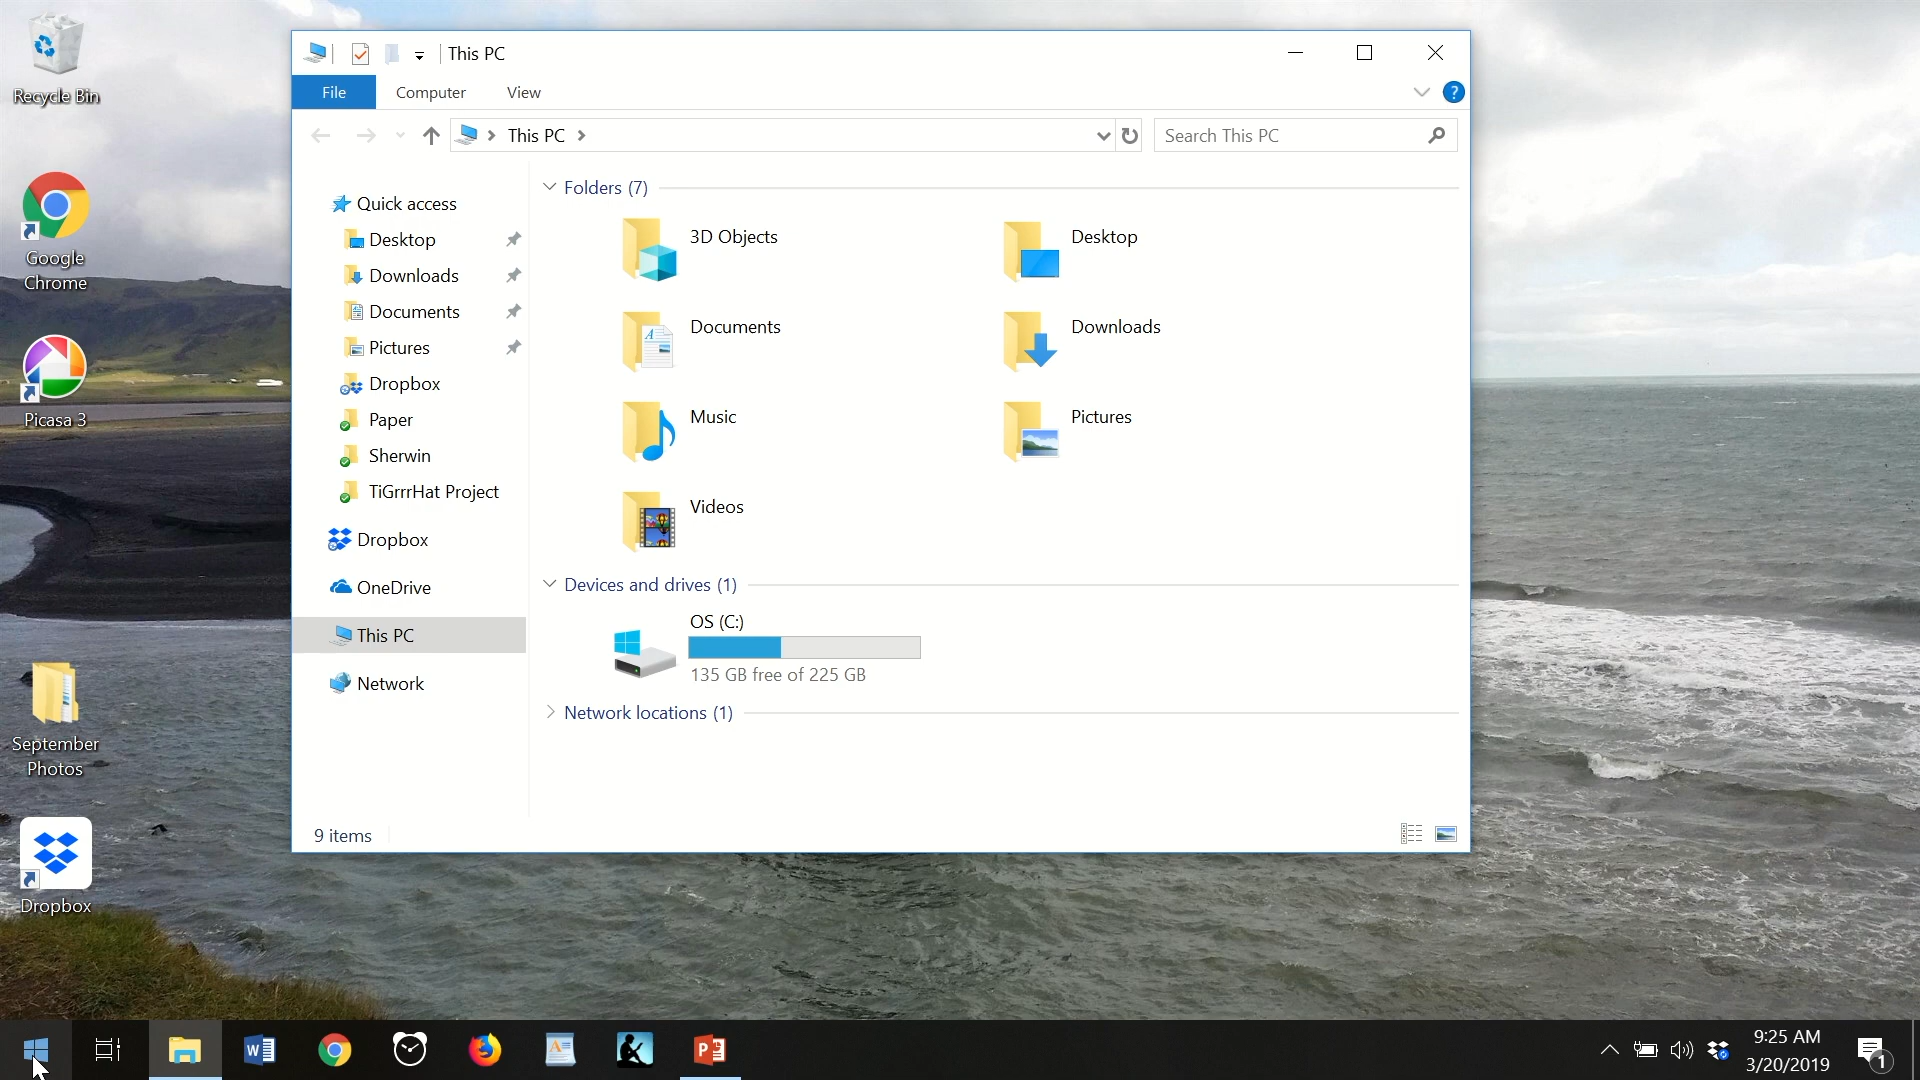 Recycle Bin
Google
Chrome
Picasa 3
September
Photos
Dropbox
This PC
File
Computer
View
?
This PC
Search This PC
Quick access
Desktop
Downloads
Documents
Pictures
Dropbox
Paper
Sherwin
TiGrrrHat Project
Dropbox
OneDrive
This PC
Network
Folders (7)
3D Objects
Desktop
Documents
Downloads
Music
Pictures
Videos
Devices and drives (1)
OS (C:)
135 GB free of 225 GB
Network locations (1)
9 items
9:25 AM
3/20/2019
1